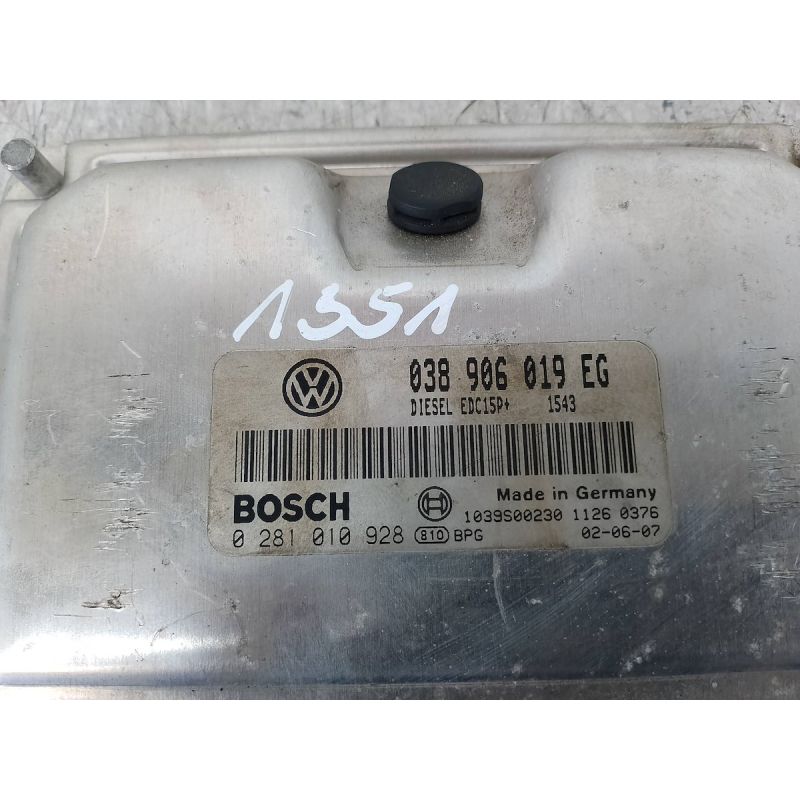 1351
VW
038 906 019 EG
DIESEL EDC15P+ 1543
BOSCH
Made in Germany
1039S00230 1126 0376
0 281 010 928 810 BPG 02-06-07